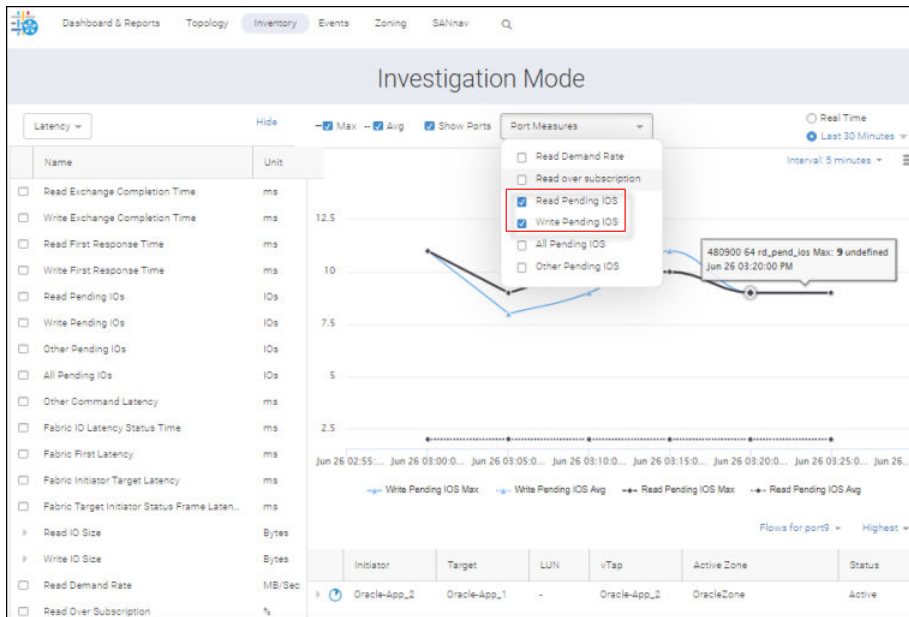 Dashboard & Reports Topology Inventory Events Zoning SANnav
Investigation Mode
Latency Hide Max Avg Show Ports Port Measures Real Time
Last 30 Minutes
Interval: 5 minutes
Name Unit
Read Exchange Completion Time ms
Write Exchange Completion Time ms
Read First Response Time ms
Write First Response Time ms
Read Pending IOs IOs
Write Pending IOs IOs
Other Pending IOs IOs
All Pending IOs IOs
Other Command Latency ms
Fabric IO Latency Status Time ms
Fabric First Latency ms
Fabric Initiator Target Latency ms
Fabric Target Initiator Status Frame Laten...
ms
Read IO Size Bytes
Write IO Size Bytes
Read Demand Rate MB/Sec
Read Over Subscription %
Read Demand Rate
Read over subscription
Read Pending IOS
Write Pending IOS
All Pending IOS
Other Pending IOS
480900 64 rd_pend_ios Max: 9 undefined
Jun 26 03:20:00 PM
12.5
10
7.5
5
2.5
Jun 26 02:55:... Jun 26 03:00:0... Jun 26 03:05:0... Jun 26 03:10:0... Jun 26 03:15:0... Jun 26 03:20:0... Jun 26 03:25:0... Jun 26...
Write Pending IOS Max Write Pending IOS Avg Read Pending IOS Max Read Pending IOS Avg
Flows for port9 Highest
Initiator Target LUN vTap Active Zone Status
Oracle-App_2 Oracle-App_1 - Oracle-App_2 OracleZone Active